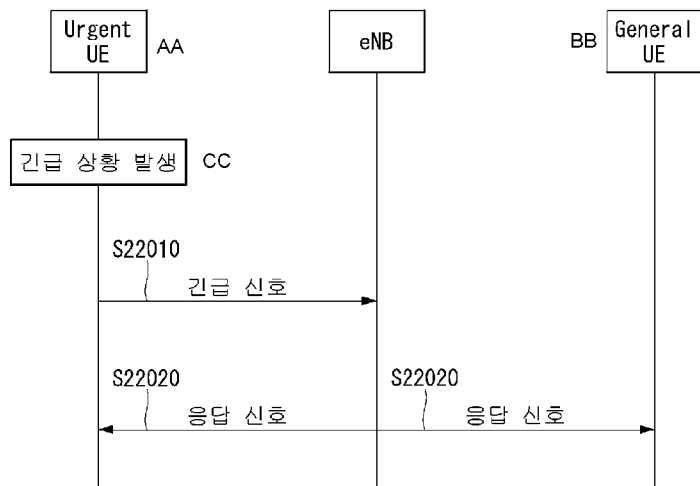 Urgent
UE
AA
eNB
BB
General
UE
긴급 상황 발생
CC
S22010
긴급 신호
S22020
S22020
응답 신호
응답 신호